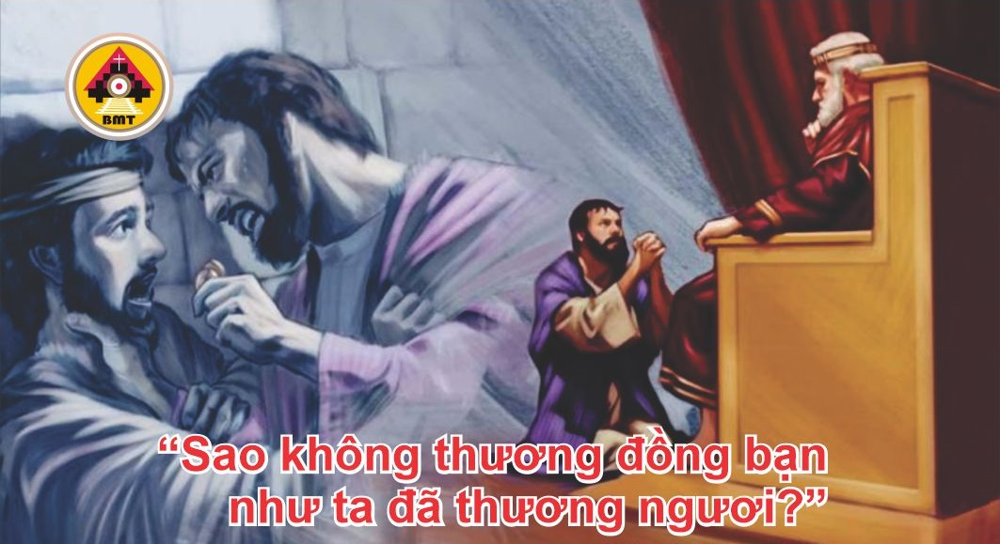 BMT
“Sao không thương đồng bạn
như ta đã thương ngươi?”